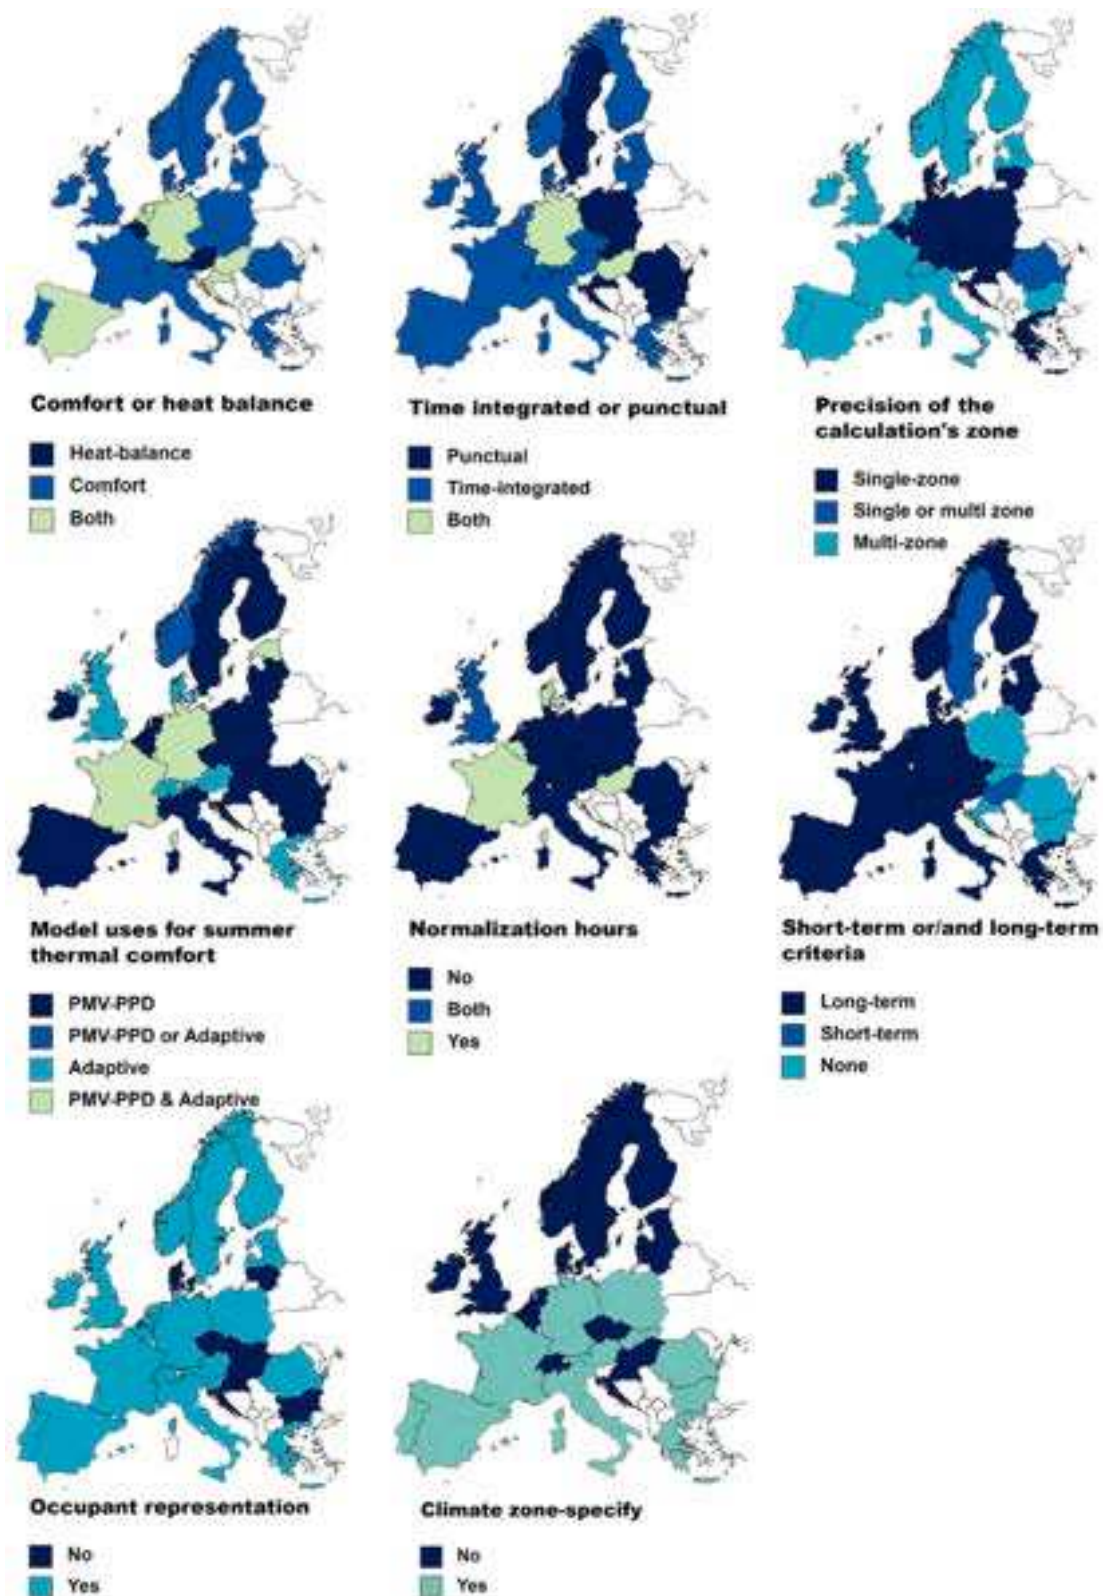 Comfort or heat balance
Heat-balance
Comfort
Both
Time integrated or punctual
Punctual
Time-integrated
Both
Precision of the
calculation's zone
Single-zone
Single or multi zone
Multi-zone
Model uses for summer
thermal comfort
PMV-PPD
PMV-PPD or Adaptive
Adaptive
PMV-PPD & Adaptive
Normalization hours
No
Both
Yes
Short-term or/and long-term
criteria
Long-term
Short-term
None
Occupant representation
No
Yes
Climate zone-specify
No
Yes